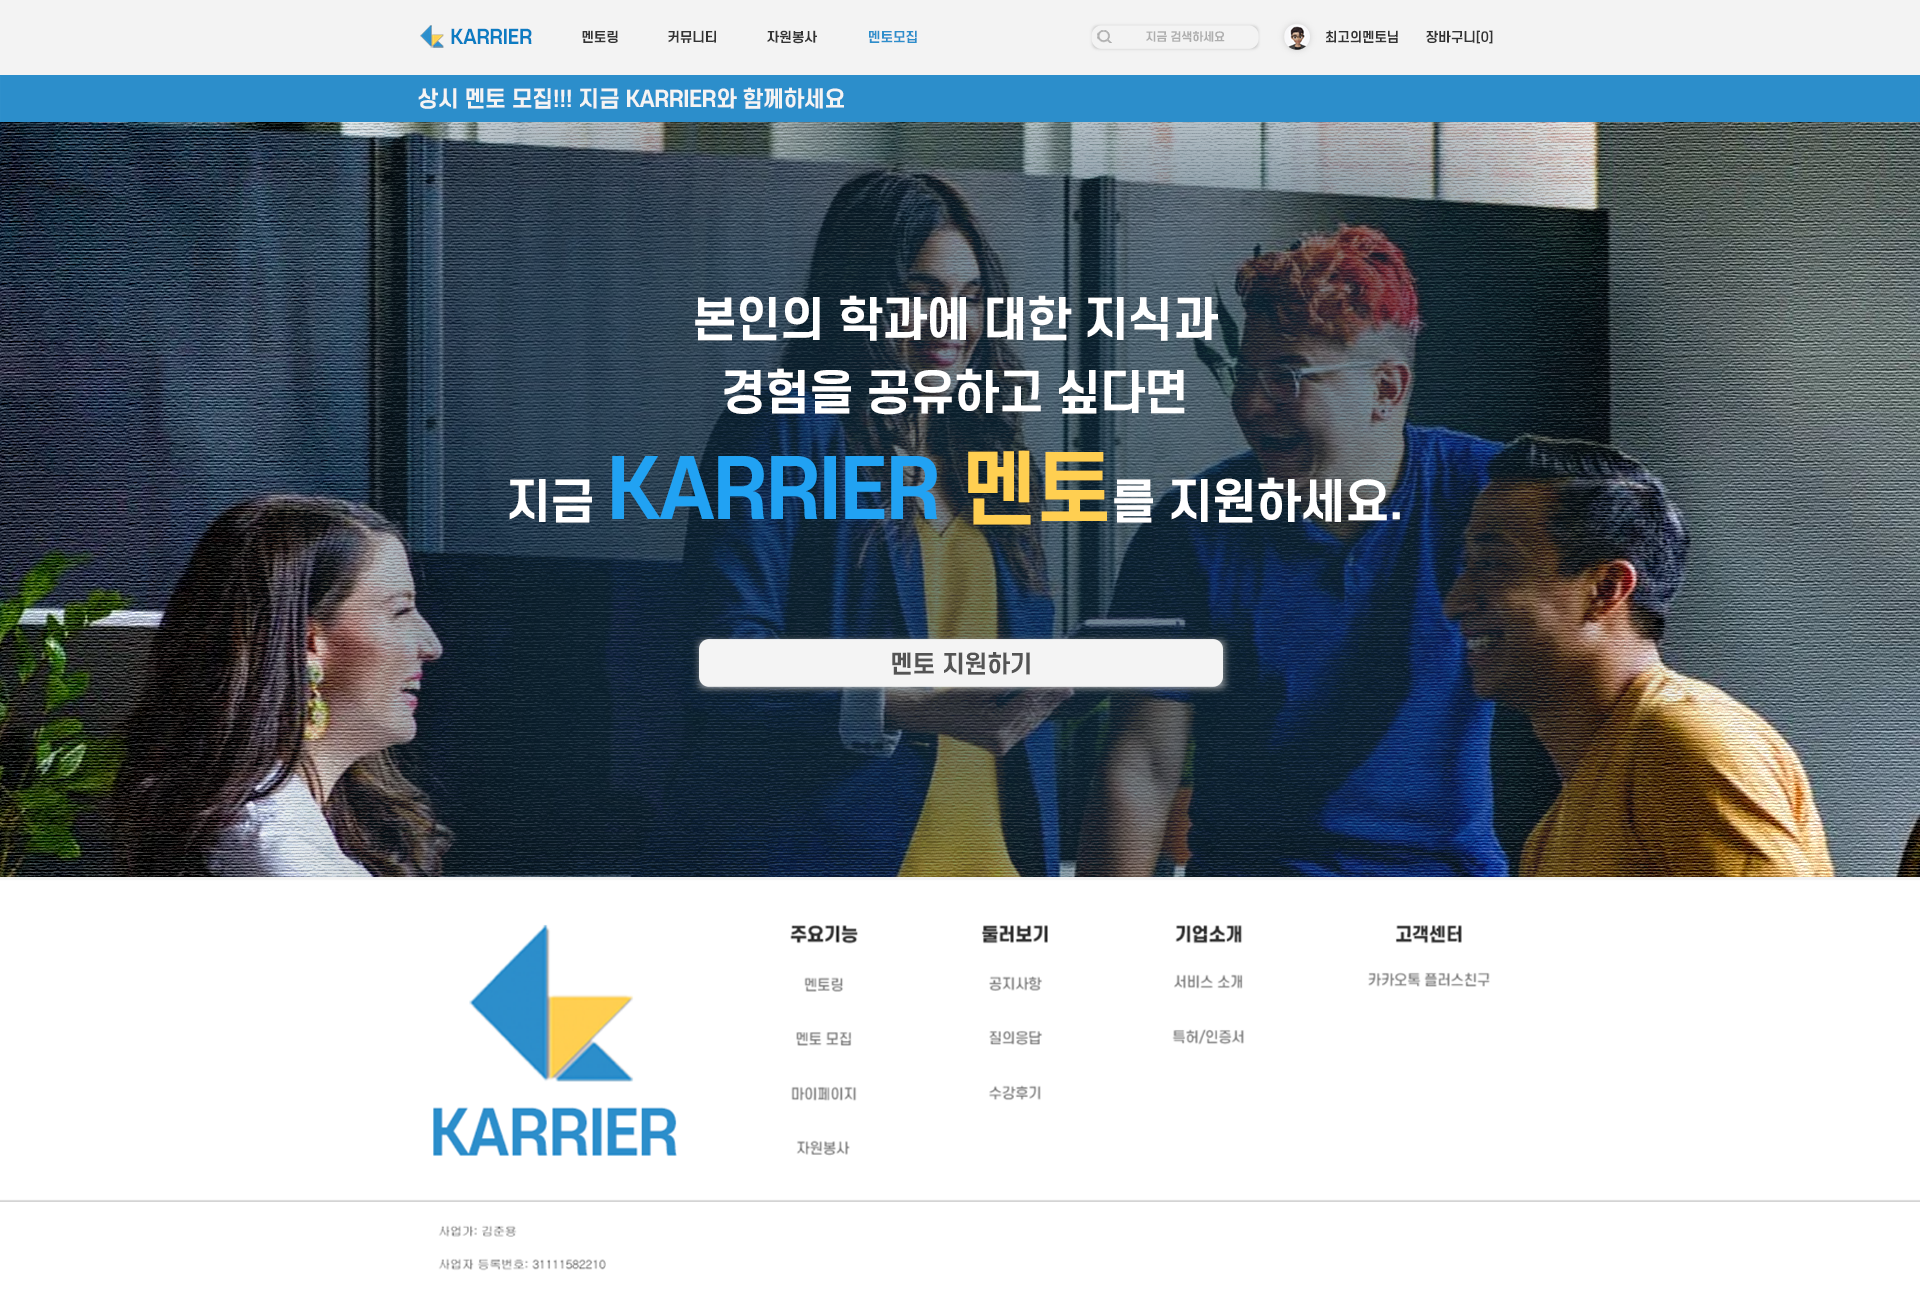 KARRIER 멘토링 커뮤니티 자원봉사 멘토모집 지금 검색하세요 최고의멘토님 장바구니[0]
상시 멘토 모집!!! 지금 KARRIER와 함께하세요
본인의 학과에 대한 지식과
경험을 공유하고 싶다면
지금 KARRIER 멘토를 지원하세요.
멘토 지원하기
KARRIER
주요기능
멘토링
멘토 모집
마이페이지
자원봉사
둘러보기
공지사항
질의응답
수강후기
기업소개
서비스 소개
특허/인증서
고객센터
카카오톡 플러스친구
사업가: 김춘용
사업자 등록번호: 31111582210